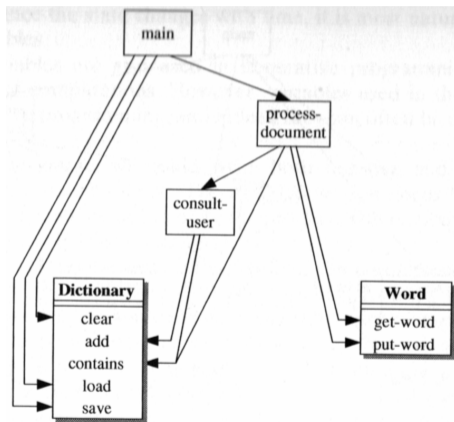 main
process-
document
consult-
user
Dictionary
clear
add
contains
load
save
Word
get-word
put-word